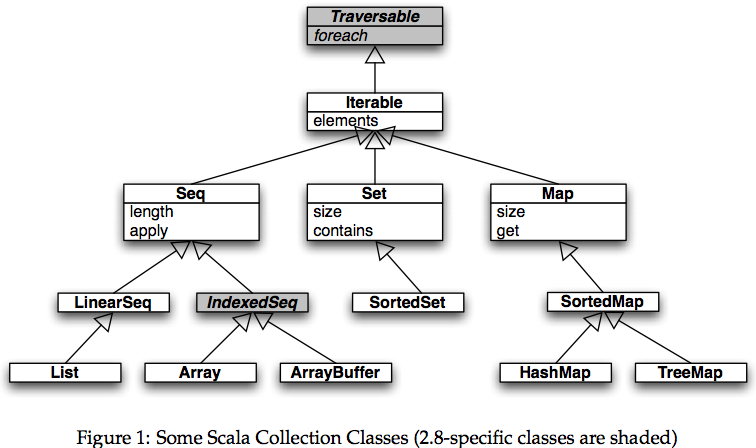 Traversable
foreach
Iterable
elements
Seq
length
apply
Set
size
contains
Map
size
get
LinearSeq
IndexedSeq
SortedSet
SortedMap
List
Array
ArrayBuffer
HashMap
TreeMap
Figure 1: Some Scala Collection Classes (2.8-specific classes are shaded)